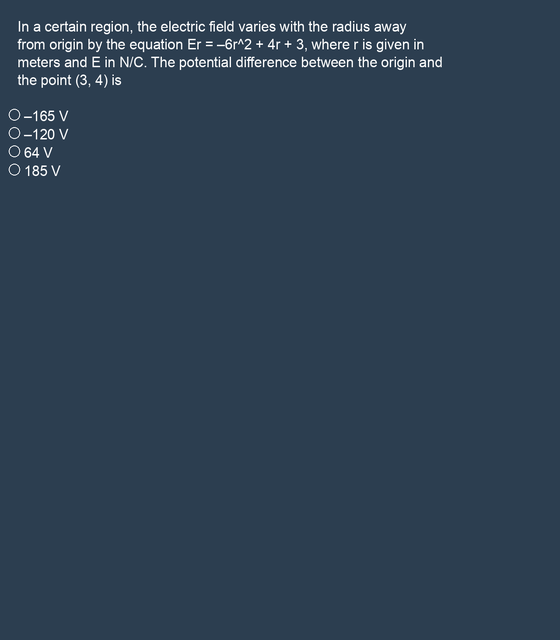 In a certain region, the electric field varies with the radius away
from origin by the equation Er = –6r^2 + 4r + 3, where r is given in
meters and E in N/C. The potential difference between the origin and
the point (3, 4) is
–165 V
–120 V
64 V
185 V